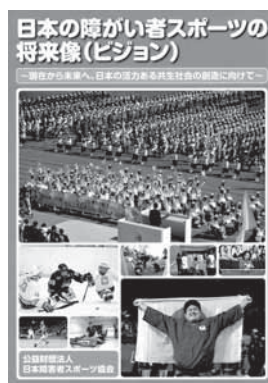 日本の障がい者スポーツの
将来像（ビジョン）
～現在から未来へ、日本の活力ある共生社会の創造に向けて～
公益財団法人
日本障害者スポーツ協会